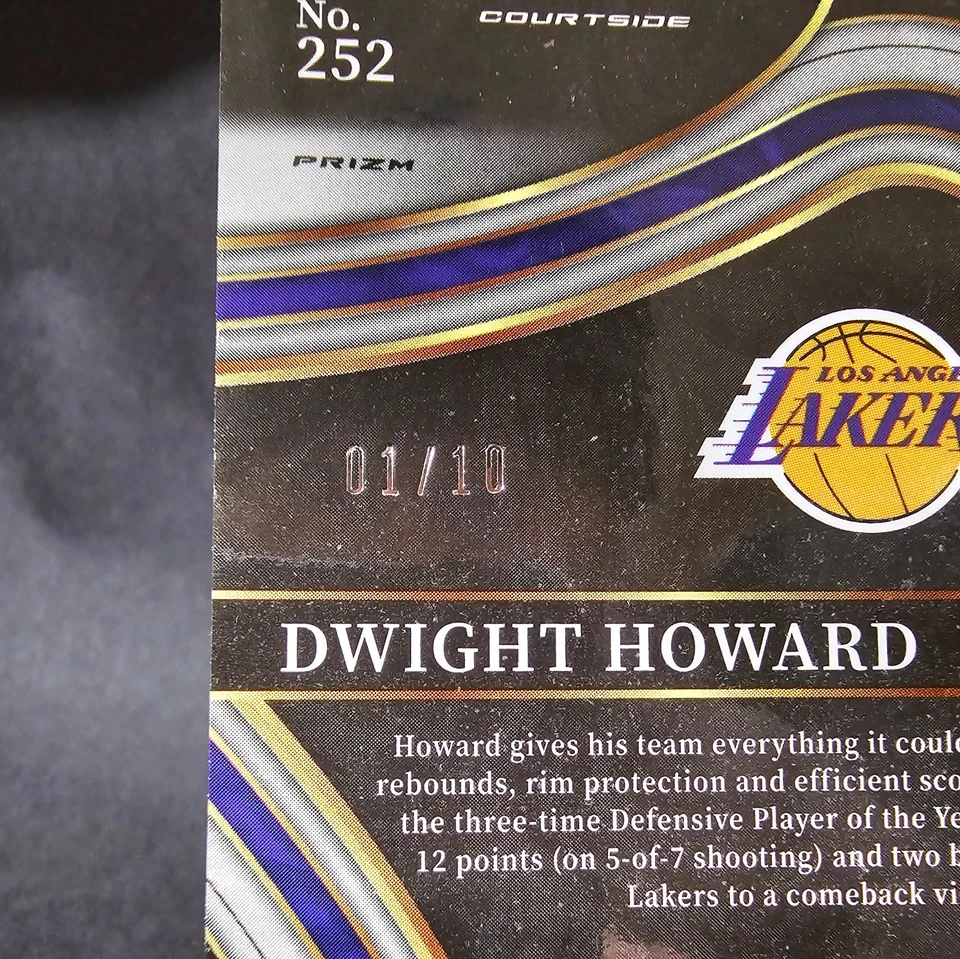 No.
252
COURTSIDE
PRIZM
LOS ANGE
LAKER
01/10
DWIGHT HOWARD
Howard gives his team everything it could
rebounds, rim protection and efficient sco
the three-time Defensive Player of the Ye
12 points (on 5-of-7 shooting) and two b
Lakers to a comeback vi